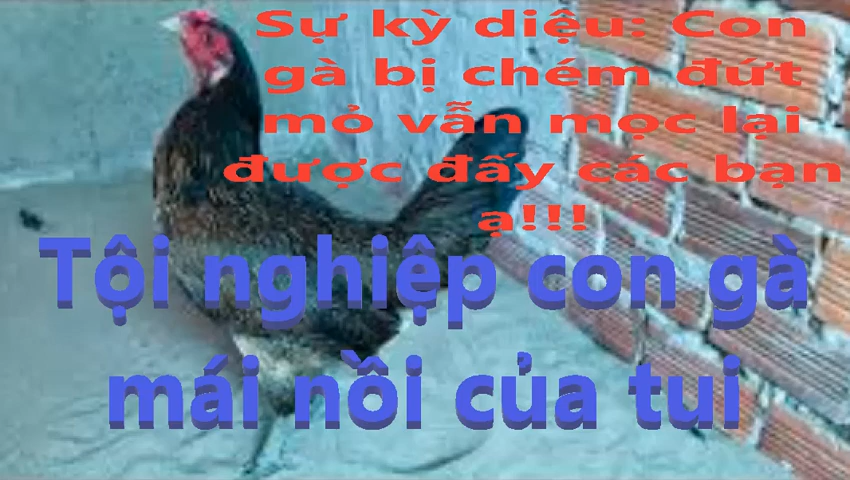 Sự kỳ diệu: Con
gà bị chém đứt
mỏ vẫn mọc lại
được đấy các bạn
ạ!!!
Tội nghiệp con gà
mái nồi của tui